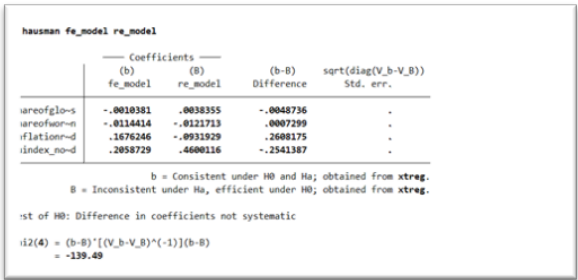 hausman fe_model re_model
Coefficients
(b) (B) (b-B) sqrt(diag(V_b-V_B))
fe_model re_model Difference Std. err.
areofglo~s -.0010381 .0038355 -.0048736 .
areofwor~n -.0114414 -.0121713 .0007299 .
flationr~d .1676246 -.0931929 .2608175 .
index_no~d .2058729 .4600116 -.2541387 .
b = Consistent under H0 and Ha; obtained from xtreg.
B = Inconsistent under Ha, efficient under H0; obtained from xtreg.
st of H0: Difference in coefficients not systematic
i2(4) = (b-B)'[(V_b-V_B)^(-1)](b-B)
= -139.49